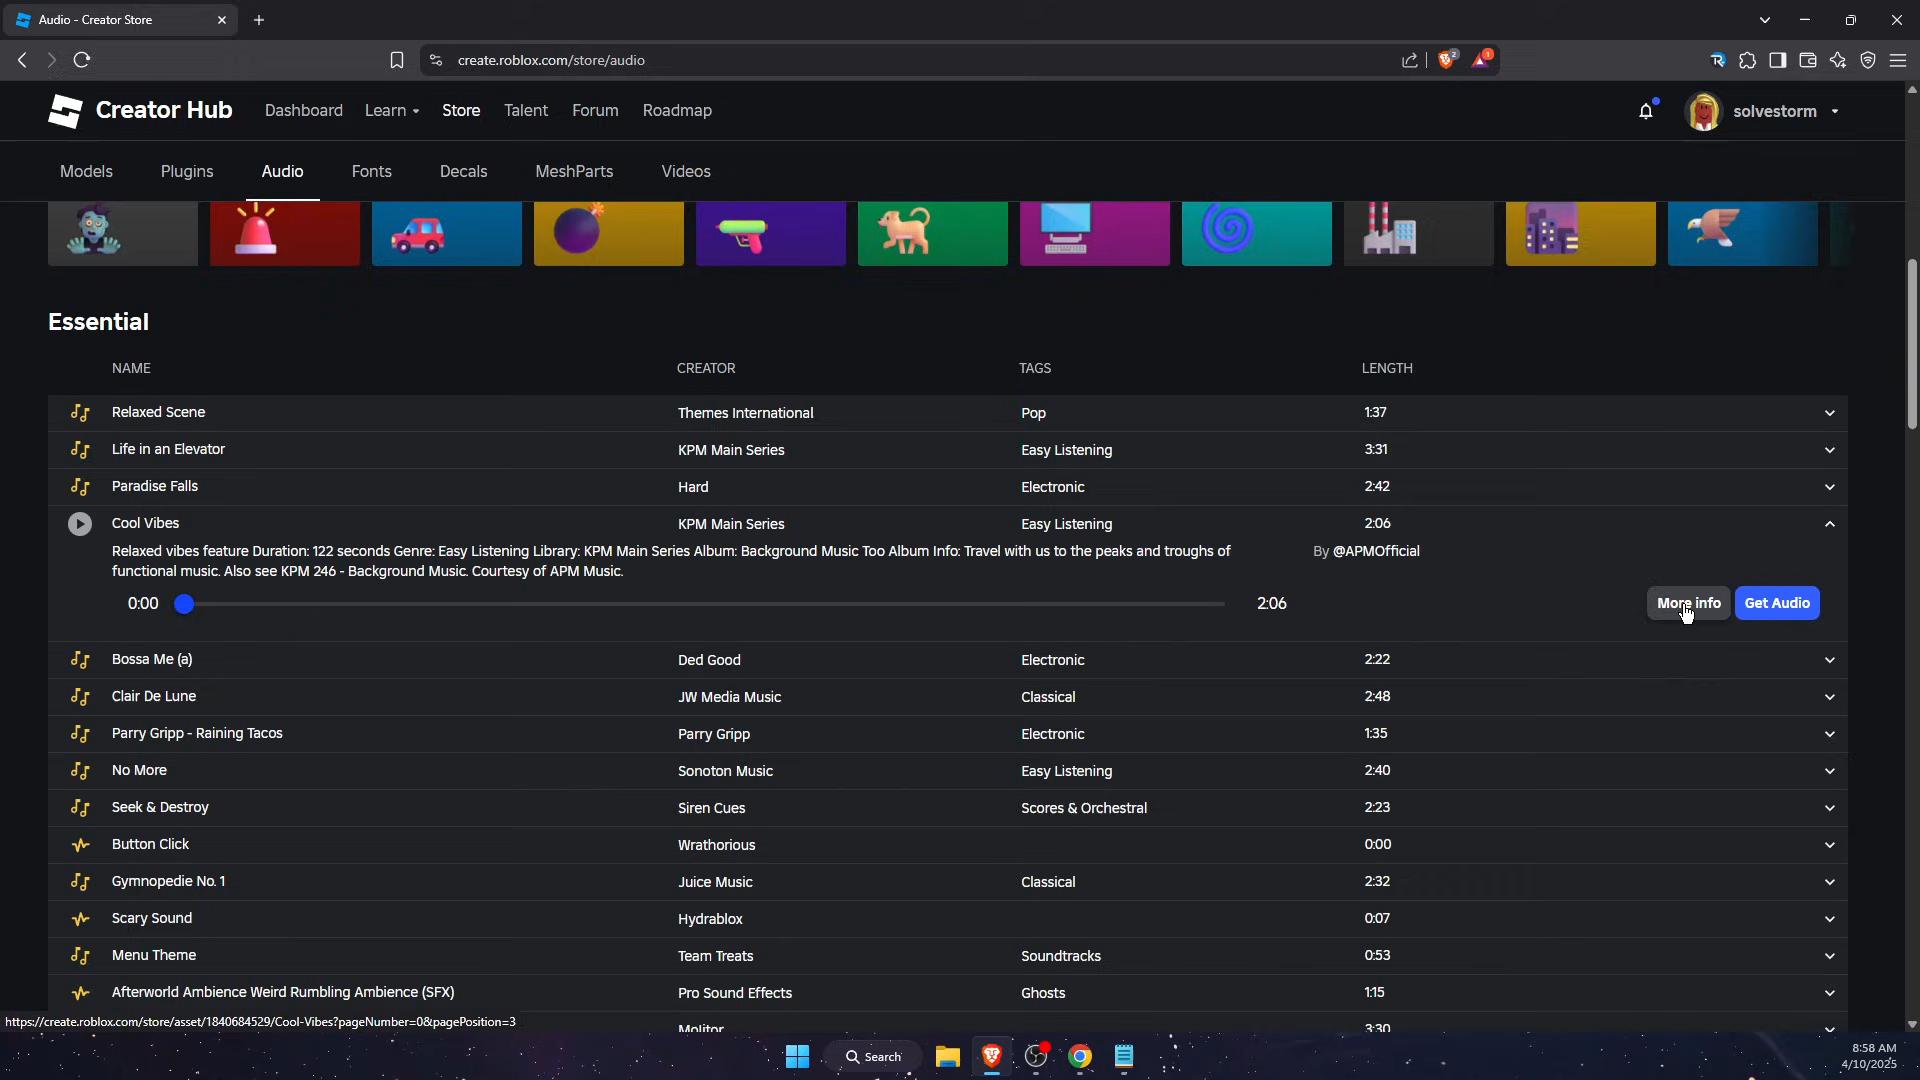 Audio - Creator Store
create.roblox.com/store/audio
2
1
Creator Hub
Dashboard
Learn
Store
Talent
Forum
Roadmap
solvestorm
Models
Plugins
Audio
Fonts
Decals
MeshParts
Videos
Essential
NAME CREATOR TAGS LENGTH
Relaxed Scene Themes International Pop 1:37
Life in an Elevator KPM Main Series Easy Listening 3:31
Paradise Falls Hard Electronic 2:42
Cool Vibes KPM Main Series Easy Listening 2:06
Relaxed vibes feature Duration: 122 seconds Genre: Easy Listening Library: KPM Main Series Album: Background Music Too Album Info: Travel with us to the peaks and troughs of
functional music. Also see KPM 246 - Background Music. Courtesy of APM Music.
By @APMOfficial
0:00 2:06
More info
Get Audio
Bossa Me (a) Ded Good Electronic 2:22
Clair De Lune JW Media Music Classical 2:48
Parry Gripp - Raining Tacos Parry Gripp Electronic 1:35
No More Sonoton Music Easy Listening 2:40
Seek & Destroy Siren Cues Scores & Orchestral 2:23
Button Click Wrathorious 0:00
Gymnopedie No. 1 Juice Music Classical 2:32
Scary Sound Hydrablox 0:07
Menu Theme Team Treats Soundtracks 0:53
Afterworld Ambience Weird Rumbling Ambience (SFX) Pro Sound Effects Ghosts 1:15
Molitor 3:30
https://create.roblox.com/store/asset/1840684529/Cool-Vibes?pageNumber=0&pagePosition=3
Search
8:58 AM
4/10/2025